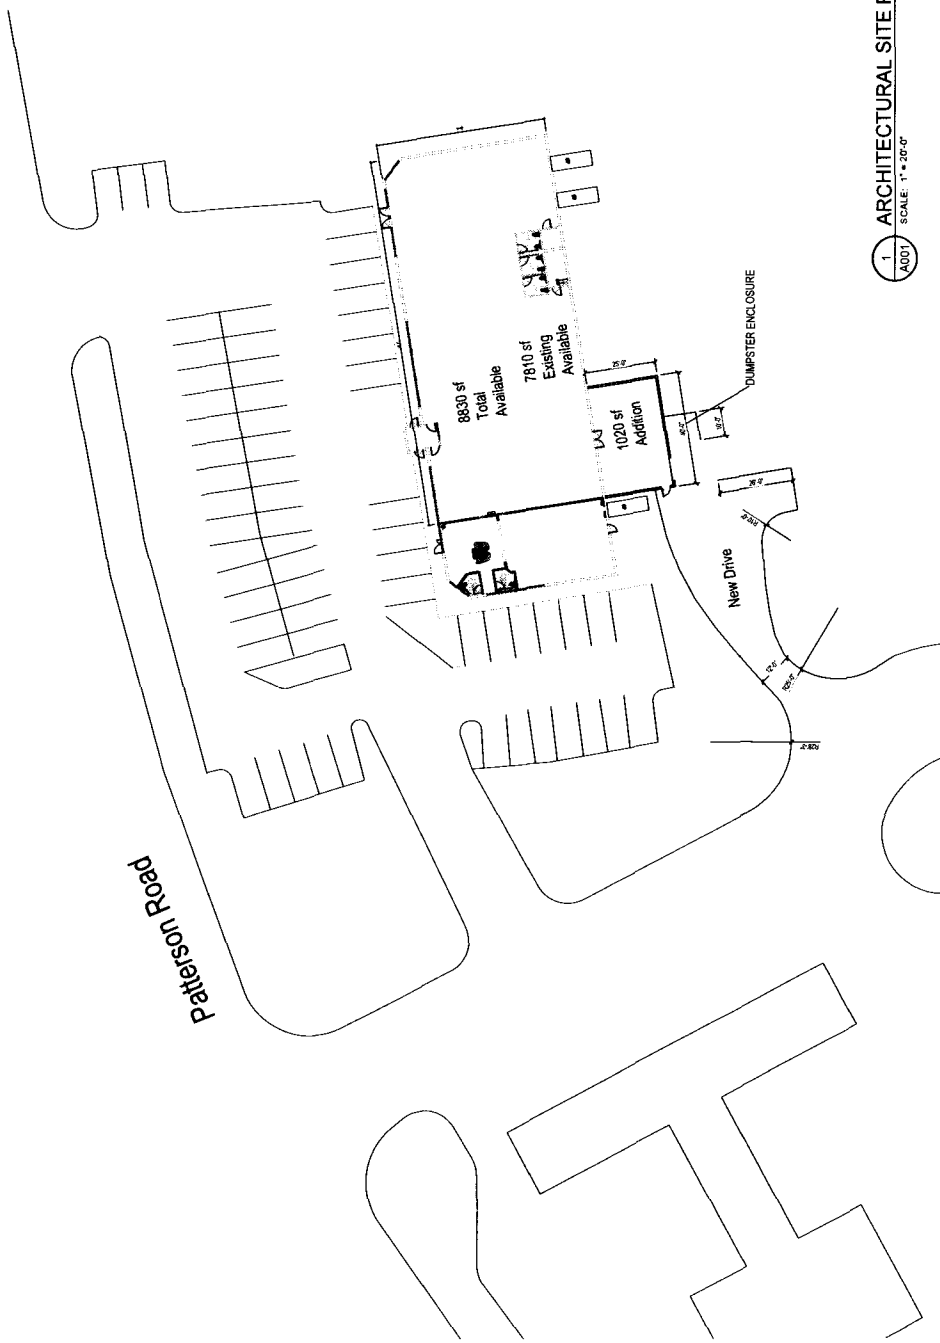 Patterson Road
8830 sf
Total
Available
7810 sf
Existing
Available
1020 sf
Addition
DUMPSTER ENCLOSURE
New Drive
1
A001
ARCHITECTURAL SITE
SCALE: 1" = 20'-0"